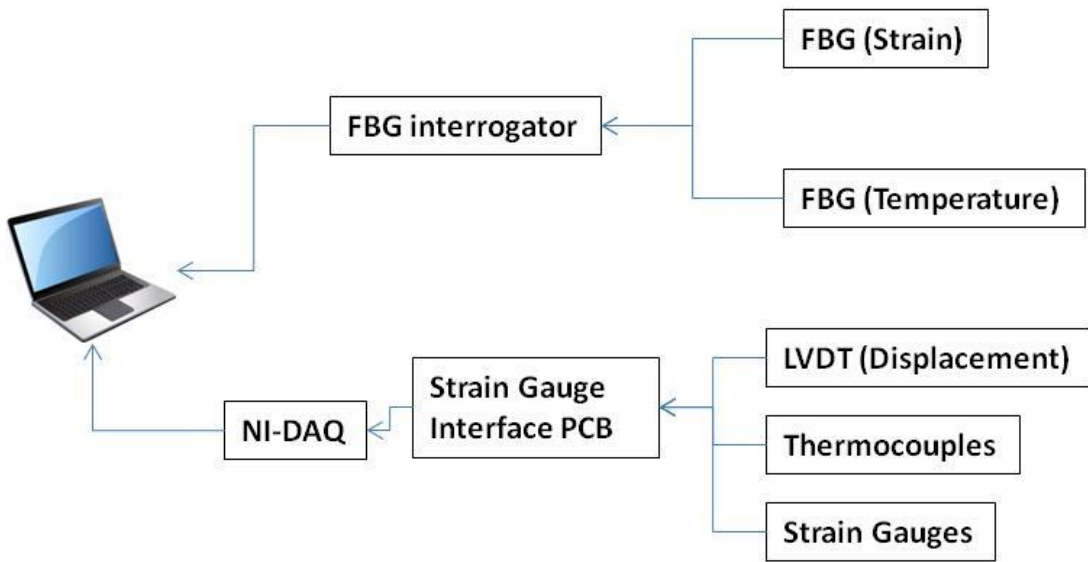 FBG (Strain)
FBG interrogator
FBG (Temperature)
LVDT (Displacement)
Strain Gauge
Interface PCB
NI-DAQ
Thermocouples
Strain Gauges